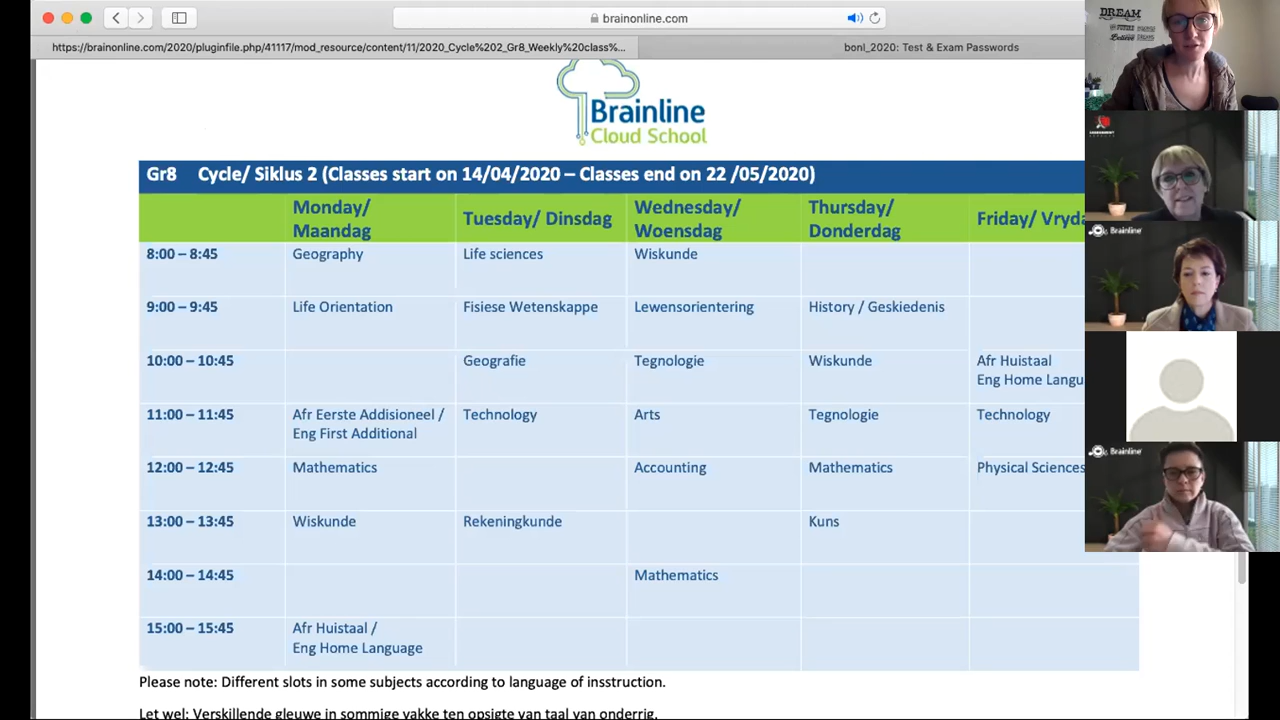 brainonline.com
https://brainonline.com/2020/pluginfile.php/41117/mod_resource/content/11/2020_Cycle%202_Gr8_Weekly%20class%...
bonl_2020: Test & Exam Passwords
Brainline
Cloud School
Gr8 Cycle/ Siklus 2 (Classes start on 14/04/2020 – Classes end on 22 /05/2020)
Monday/ Maandag Tuesday/ Dinsdag Wednesday/ Woensdag Thursday/ Donderdag Friday/ Vryda
8:00 – 8:45 Geography Life sciences Wiskunde
9:00 – 9:45 Life Orientation Fisiese Wetenskappe Lewensorientering History / Geskiedenis
10:00 – 10:45 Geografie Tegnologie Wiskunde Afr Huistaal
Eng Home Langu
11:00 – 11:45 Afr Eerste Addisioneel / Technology Arts Tegnologie Technology
Eng First Additional
12:00 – 12:45 Mathematics Accounting Mathematics Physical Sciences
13:00 – 13:45 Wiskunde Rekeningkunde Kuns
14:00 – 14:45 Mathematics
15:00 – 15:45 Afr Huistaal /
Eng Home Language
Please note: Different slots in some subjects according to language of insstruction.
Let wel: Verskillende gleuwe in sommige vakke ten opsigte van taal van onderrig.
DREAM
Believe
Brainline
Brainline